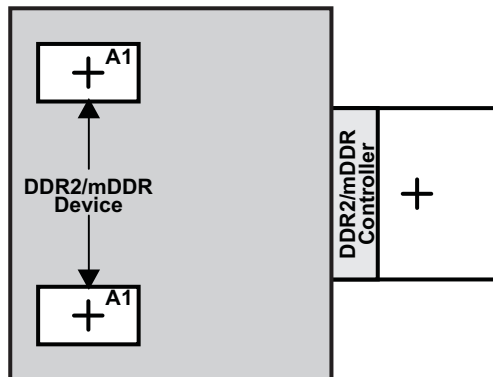 A1
DDR2/mDDR
Device
A1
DDR2/mDDR
Controller